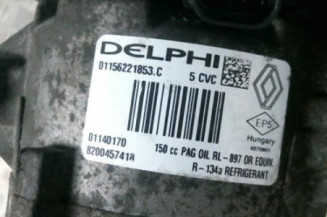 DELPHI
01156221853.C 5 CVC
EPS
Hungary
01140170
8200457418
150 cc PAG OIL RL-897 OR EQUIV.
R-134a REFRIGERANT